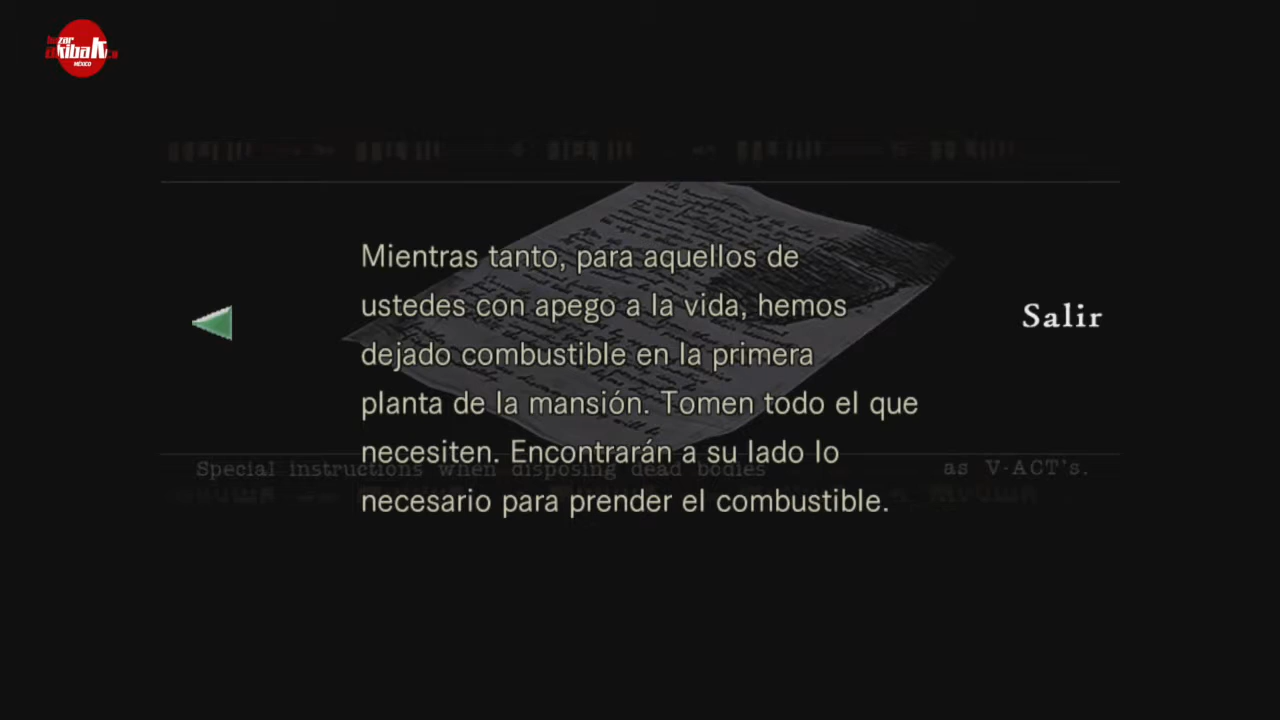 akibaK
MÉXICO
Mientras tanto, para aquellos de
ustedes con apego a la vida, hemos
Salir
dejado combustible en la primera
planta de la mansión. Tomen todo el que
necesiten. Encontrarán a su lado lo
Special instructions when disposing dead bodies as V-ACT's.
necesario para prender el combustible.